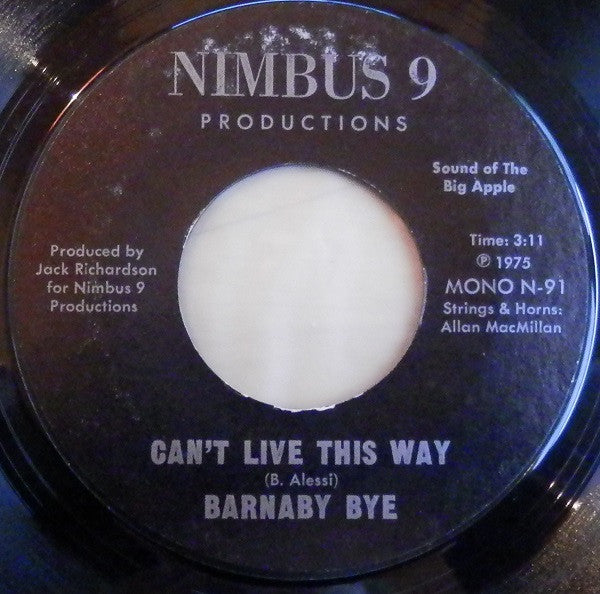 NIMBUS 9
PRODUCTIONS
Sound of The
Big Apple
Produced by
Jack Richardson
for Nimbus 9
Productions
Time: 3:11
℗ 1975
MONO N-91
Strings & Horns:
Allan MacMillan
CAN'T LIVE THIS WAY
(B. Alessi)
BARNABY BYE